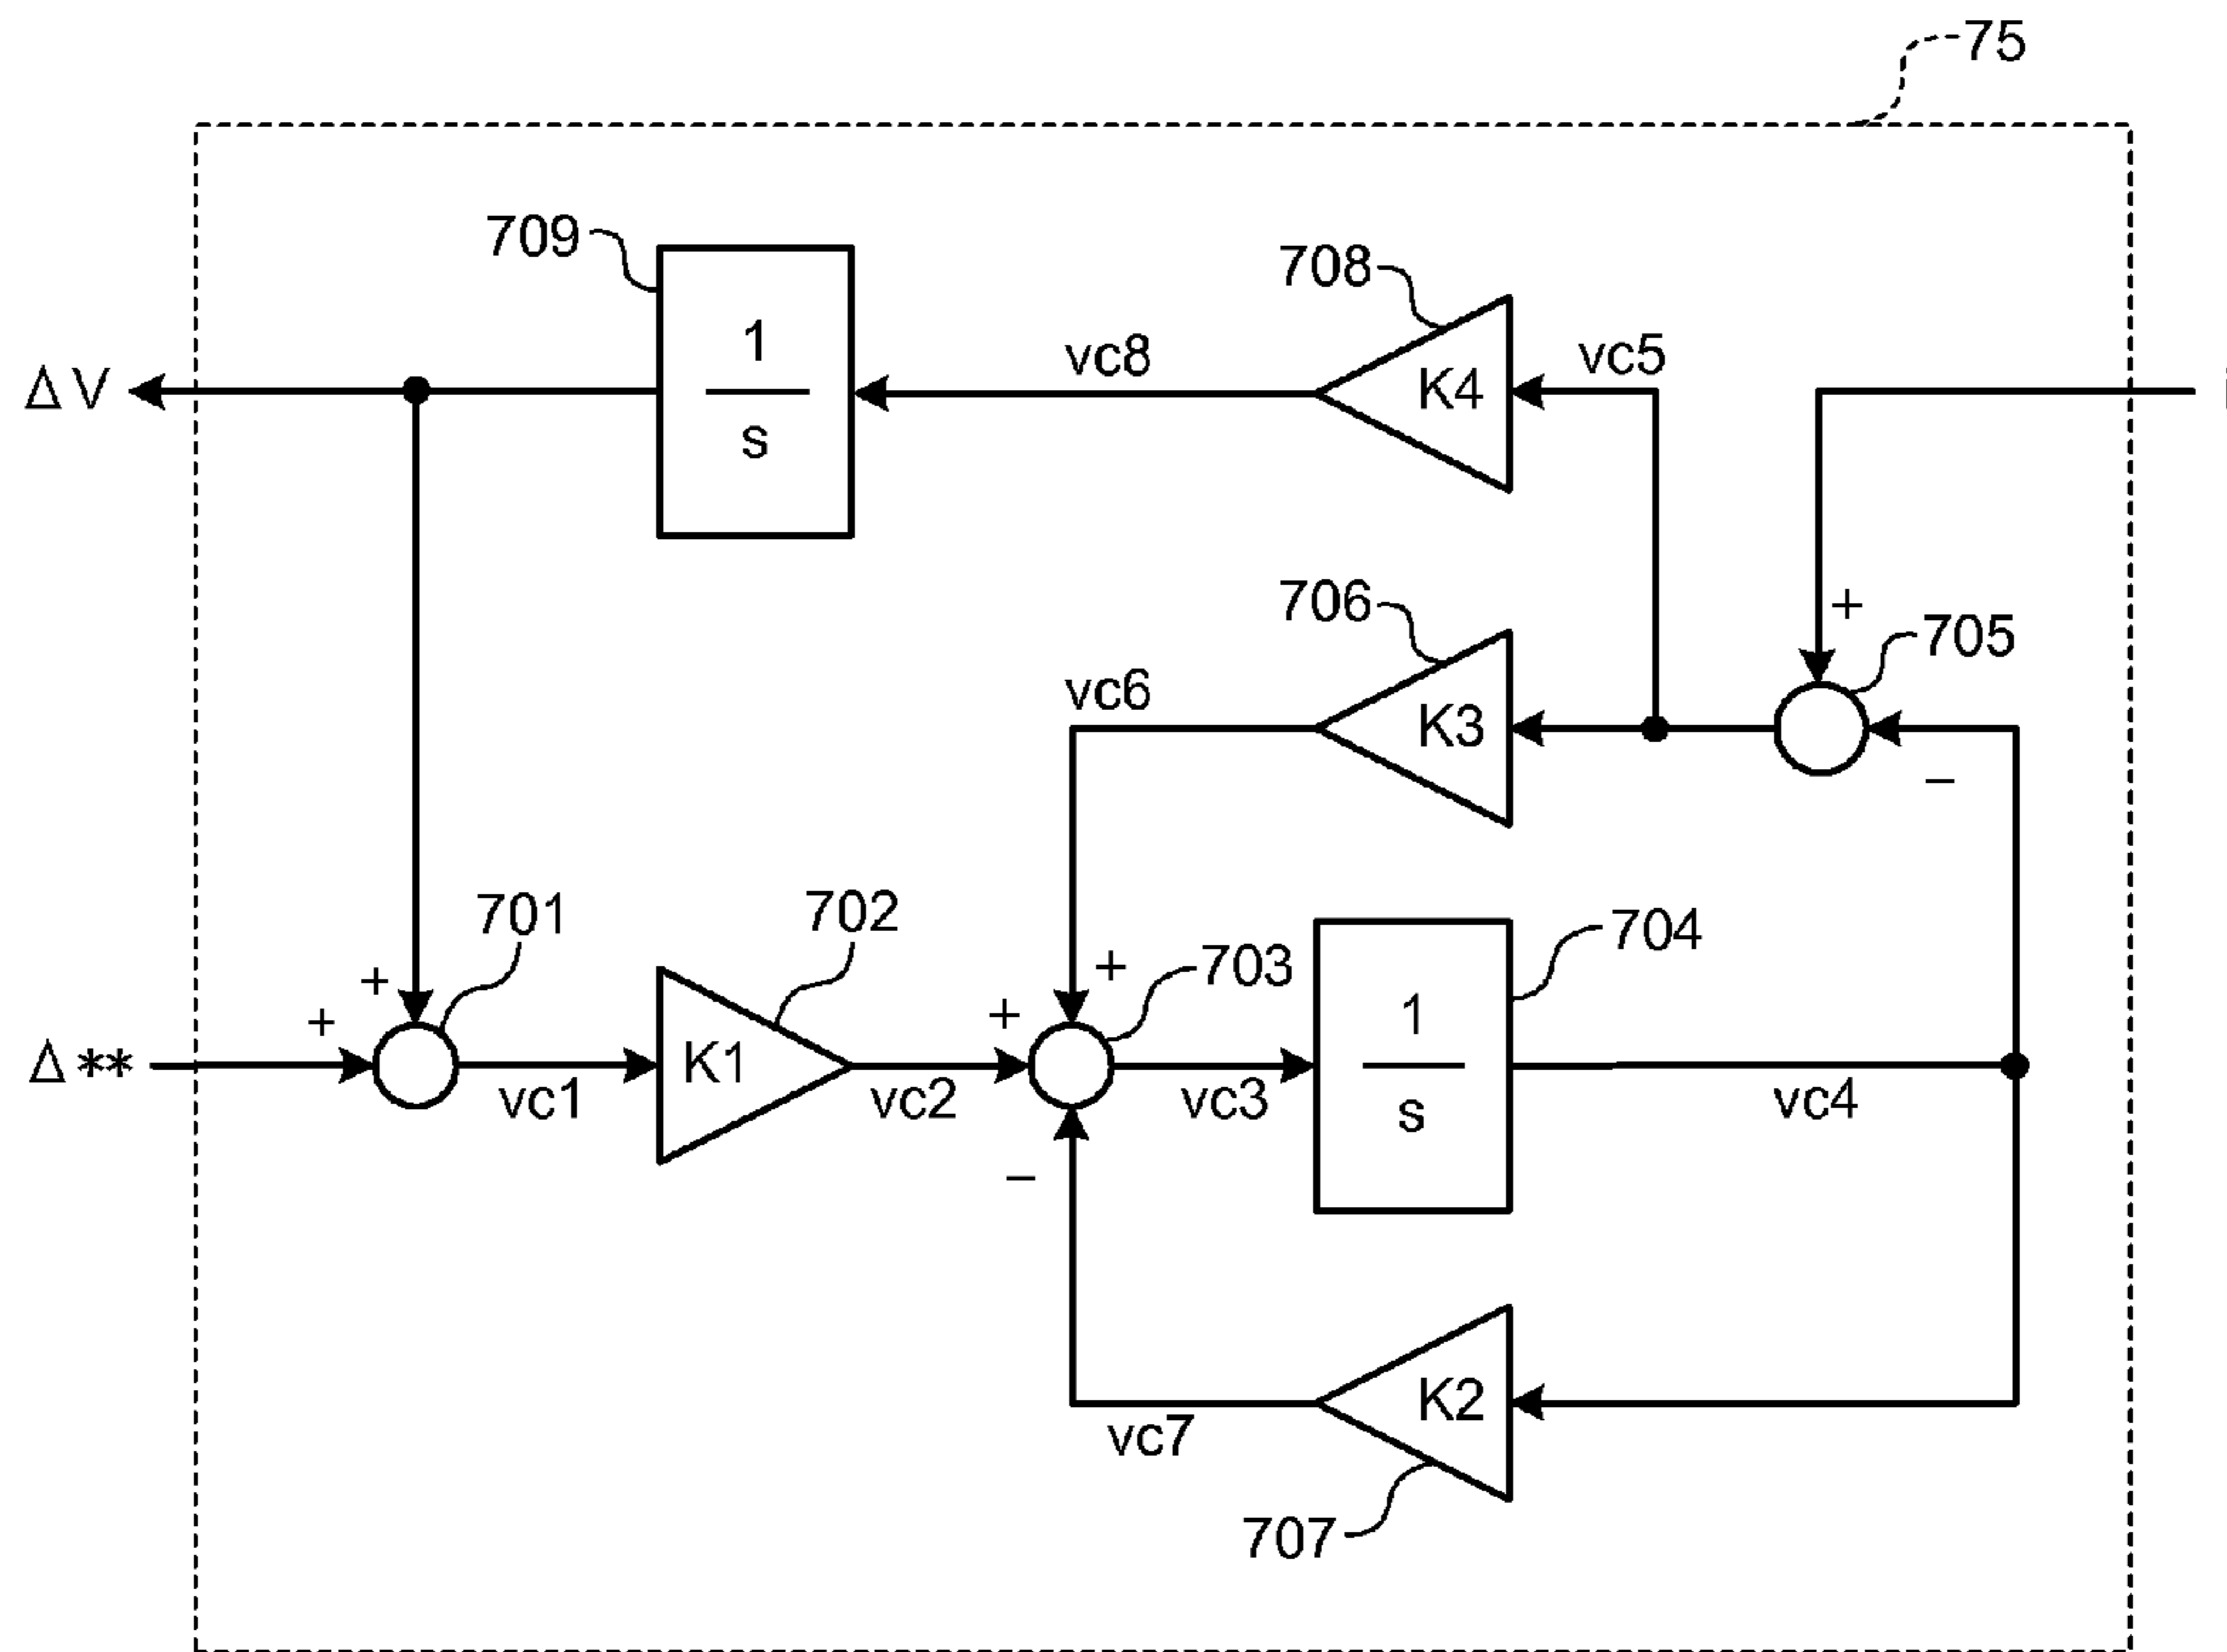 75
709
1
s
vc8
708
K4
vc5
Δ V
706
K3
vc6
+
705
−
701
+
+
Δ **
vc1
702
K1
vc2
+
+
703
−
vc3
704
1
s
vc4
K2
vc7
707